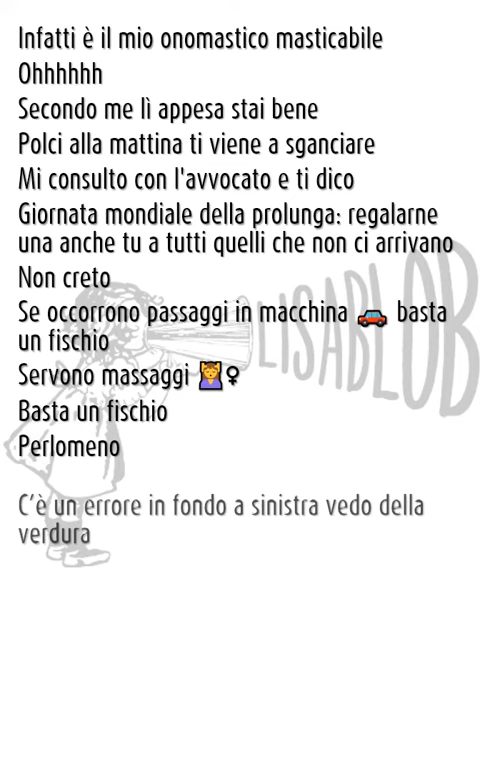 Infatti è il mio onomastico masticabile
Ohhhhhh
Secondo me lì appesa stai bene
Polci alla mattina ti viene a sganciare
Mi consulto con l'avvocato e ti dico
Giornata mondiale della prolunga: regalarne
una anche tu a tutti quelli che non ci arrivano
Non creto
Se occorrono passaggi in macchina 🚗 basta
un fischio
Servono massaggi 💆♀
Basta un fischio
Perlomeno
C’è un errore in fondo a sinistra vedo della
verdura
LISABLOB